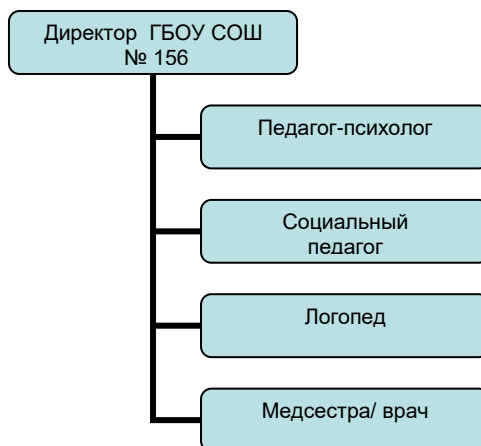 Директор ГБОУ СОШ
№ 156
Педагог-психолог
Социальный
педагог
Логопед
Медсестра/ врач